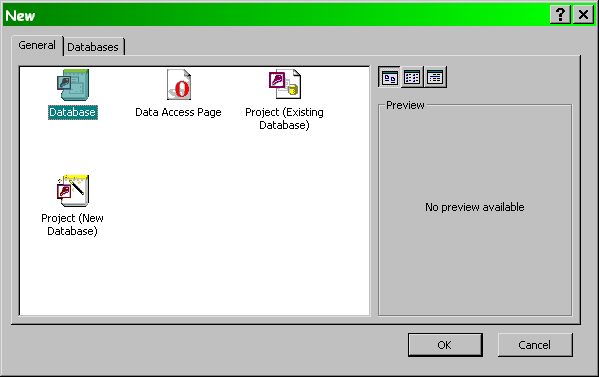 New
General
Databases
Database
Data Access Page
Project (Existing
Database)
Project (New
Database)
Preview
No preview available
OK
Cancel